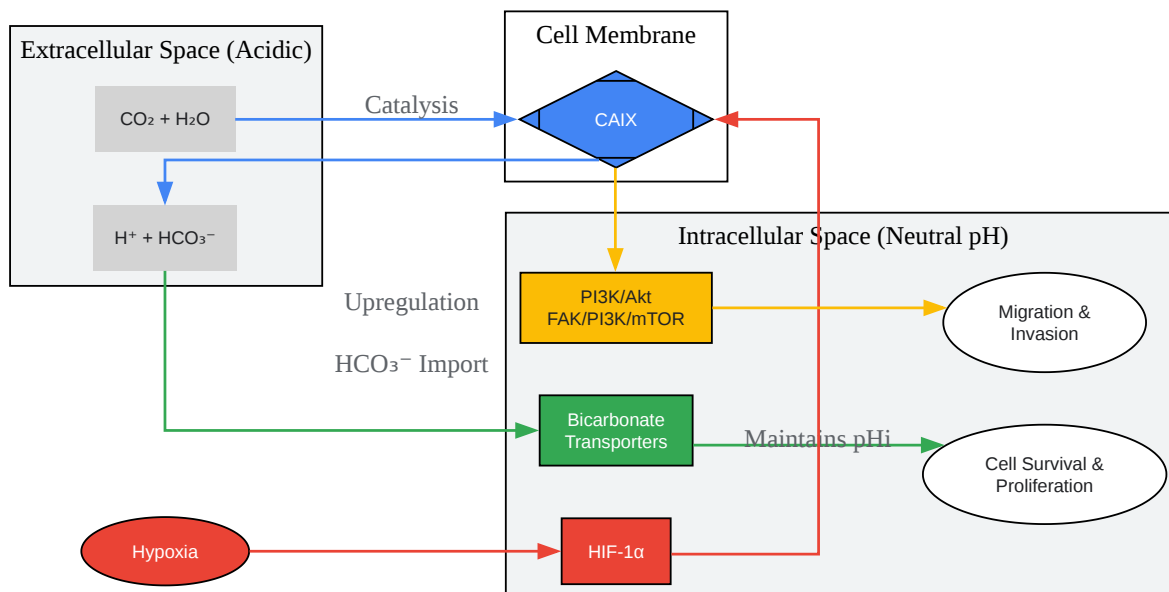 Extracellular Space (Acidic)
CO₂ + H₂O
H⁺ + HCO₃⁻
Catalysis
Cell Membrane
CAIX
Intracellular Space (Neutral pH)
Upregulation
HCO₃⁻ Import
PI3K/Akt
FAK/PI3K/mTOR
Migration &
Invasion
Bicarbonate
Transporters
Maintains pHi
Cell Survival &
Proliferation
Hypoxia
HIF-1α